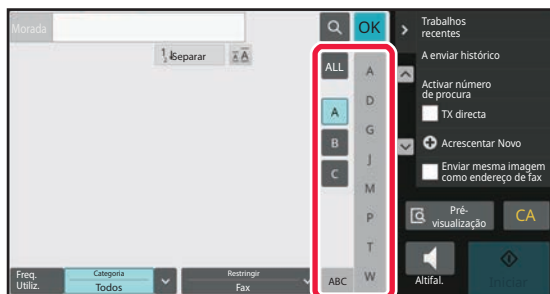 Morada
OK
Trabalhos
recentes
Separar
A enviar histórico
ALL
A
Activar número
de procura
D
A
TX directa
G
B
Acrescentar Novo
J
C
Enviar mesma imagem
como endereço de fax
M
P
Pré-
visualização
CA
T
Freq.
Utiliz.
Categoria
Todos
Restringir
Fax
ABC
W
Altifal.
Iniciar